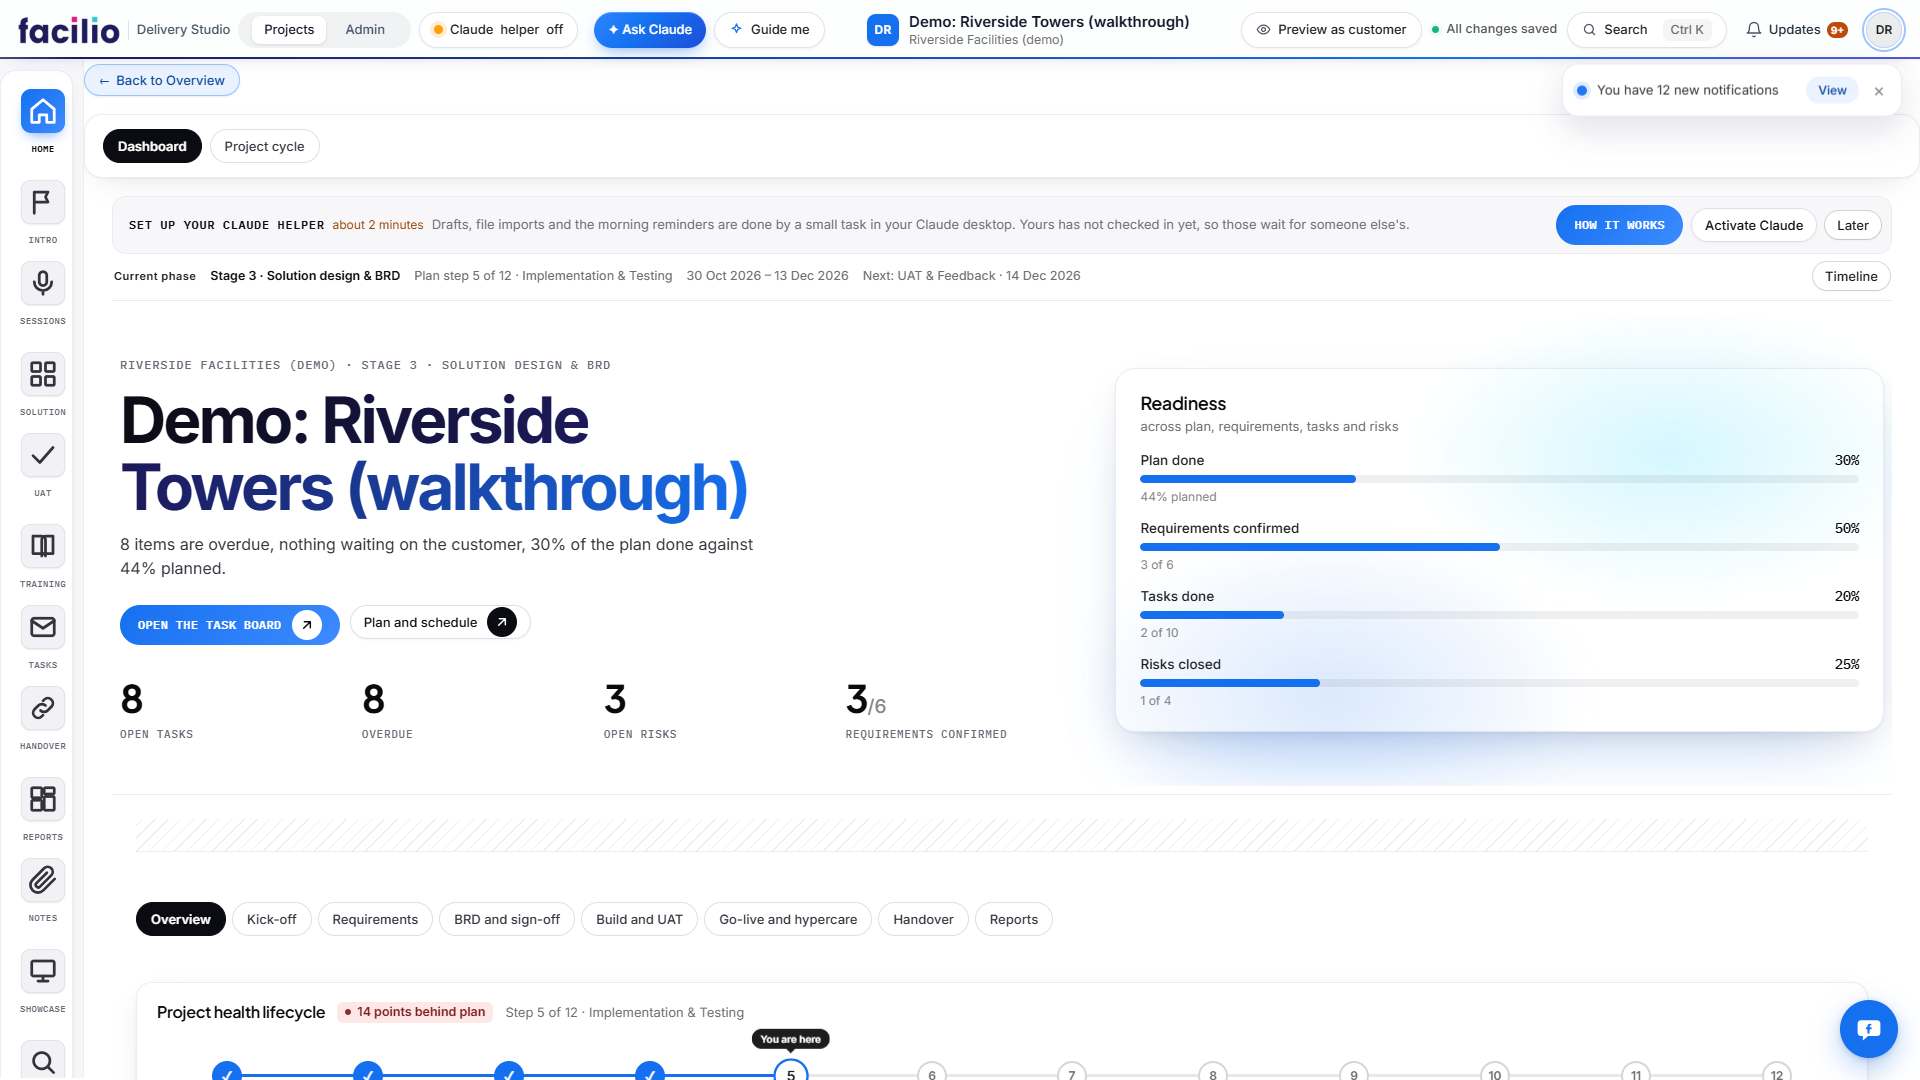 facilio
Delivery Studio
Projects
Admin
Claude helper off
✦ Ask Claude
Guide me
DR
Demo: Riverside Towers (walkthrough)
Riverside Facilities (demo)
Preview as customer
All changes saved
Search
Ctrl K
Updates
9+
DR
← Back to Overview
You have 12 new notifications
View
×
HOME
INTRO
SESSIONS
SOLUTION
UAT
TRAINING
TASKS
HANDOVER
REPORTS
NOTES
SHOWCASE
Dashboard
Project cycle
SET UP YOUR CLAUDE HELPER about 2 minutes Drafts, file imports and the morning reminders are done by a small task in your Claude desktop. Yours has not checked in yet, so those wait for someone else's.
HOW IT WORKS
Activate Claude
Later
Current phase Stage 3 · Solution design & BRD Plan step 5 of 12 · Implementation & Testing 30 Oct 2026 – 13 Dec 2026 Next: UAT & Feedback · 14 Dec 2026
Timeline
RIVERSIDE FACILITIES (DEMO) · STAGE 3 · SOLUTION DESIGN & BRD
Demo: Riverside
Towers (walkthrough)
8 items are overdue, nothing waiting on the customer, 30% of the plan done against
44% planned.
OPEN THE TASK BOARD
Plan and schedule
8
OPEN TASKS
8
OVERDUE
3
OPEN RISKS
3/6
REQUIREMENTS CONFIRMED
Readiness
across plan, requirements, tasks and risks
Plan done 30%
44% planned
Requirements confirmed 50%
3 of 6
Tasks done 20%
2 of 10
Risks closed 25%
1 of 4
Overview
Kick-off
Requirements
BRD and sign-off
Build and UAT
Go-live and hypercare
Handover
Reports
Project health lifecycle
14 points behind plan
Step 5 of 12 · Implementation & Testing
You are here
5
6
7
8
9
10
11
12